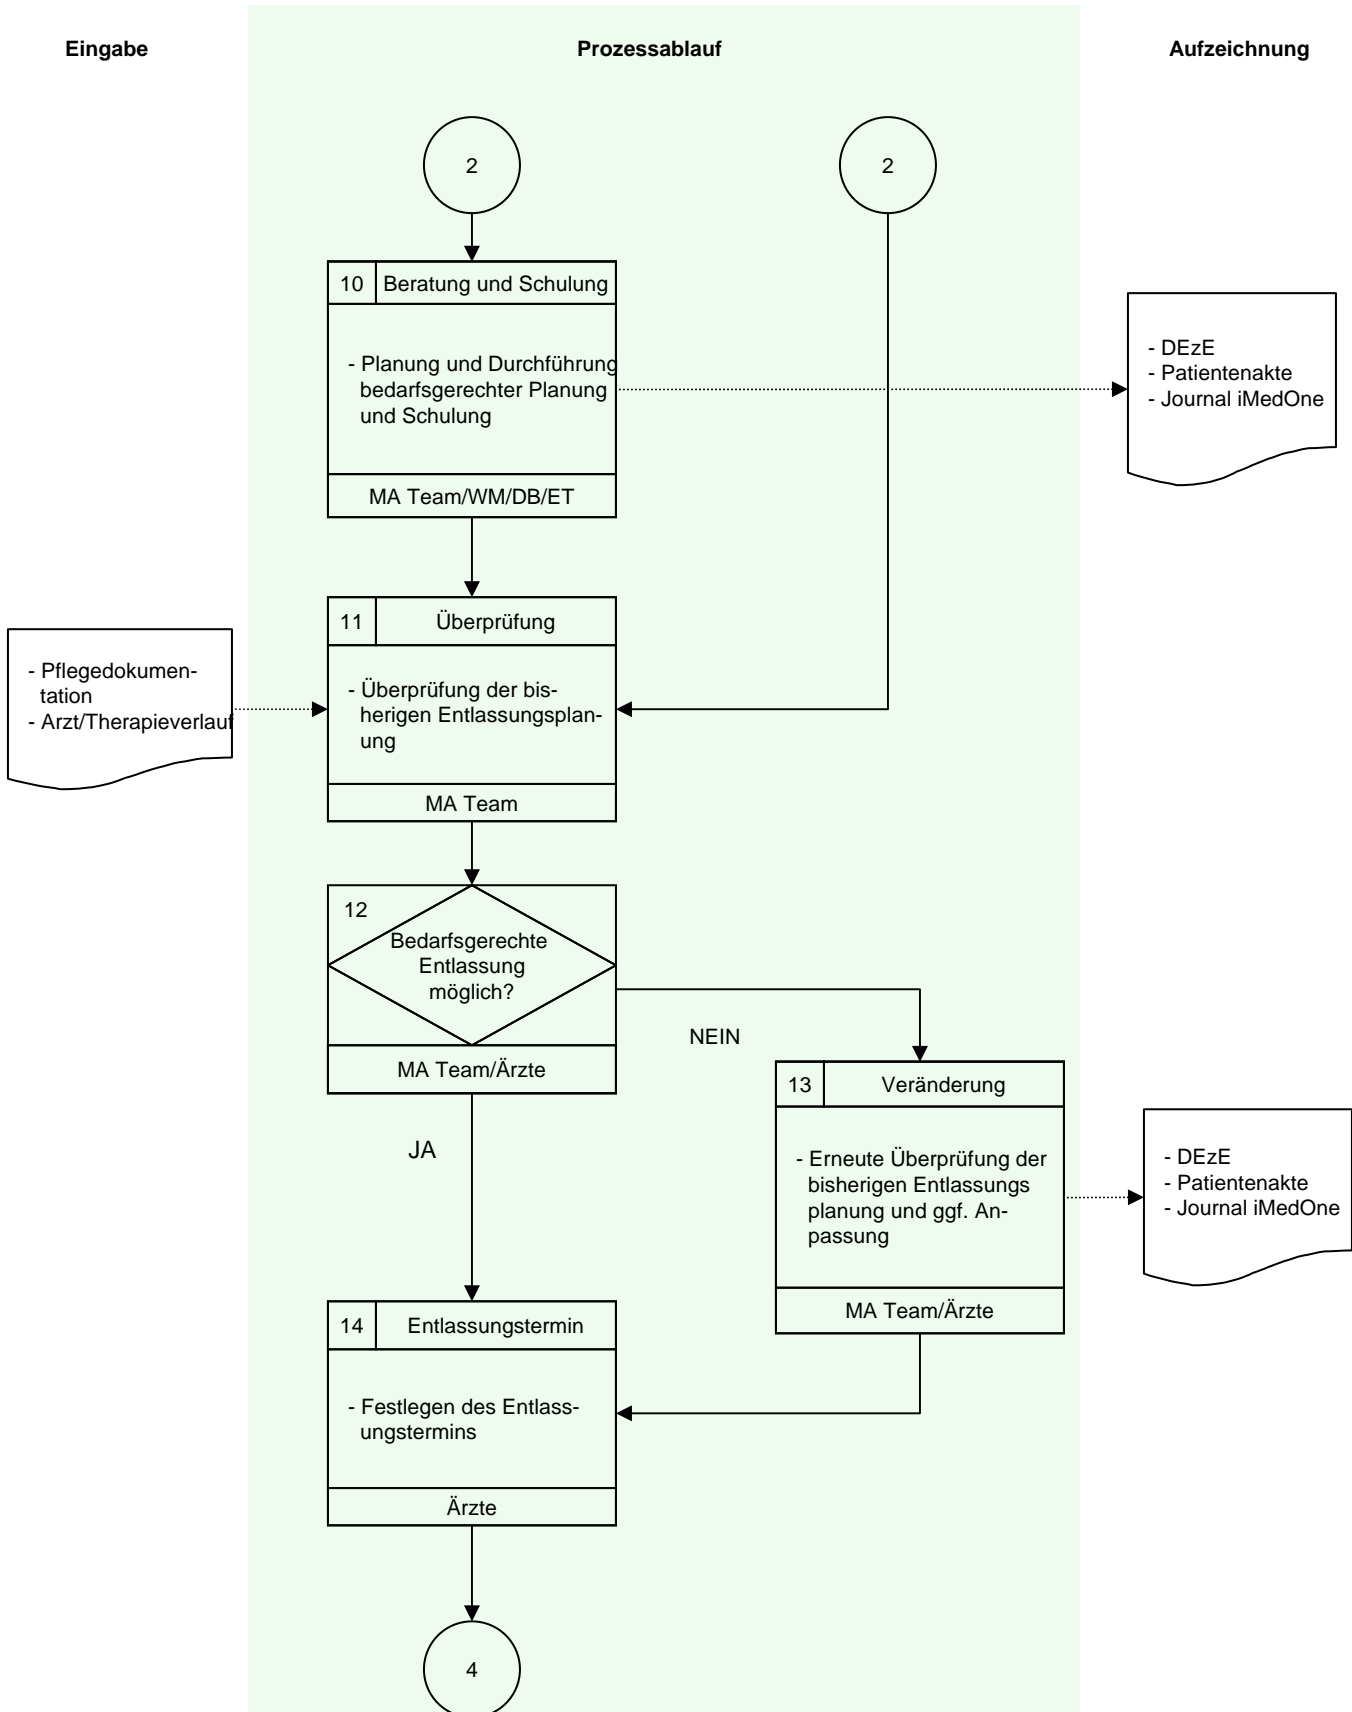 Eingabe
Prozessablauf
Aufzeichnung
2
2
10
Beratung und Schulung
- Planung und Durchführung
bedarfsgerechter Planung
und Schulung
MA Team/WM/DB/ET
- DEzE
- Patientenakte
- Journal iMedOne
11
Überprüfung
- Überprüfung der bis-
herigen Entlassungsplan-
ung
MA Team
- Pflegedokumen-
tation
- Arzt/Therapieverlauf
12
Bedarfsgerechte
Entlassung
möglich?
MA Team/Ärzte
NEIN
JA
13
Veränderung
- Erneute Überprüfung der
bisherigen Entlassungs
planung und ggf. An-
passung
MA Team/Ärzte
- DEzE
- Patientenakte
- Journal iMedOne
14
Entlassungstermin
- Festlegen des Entlass-
ungstermins
Ärzte
4